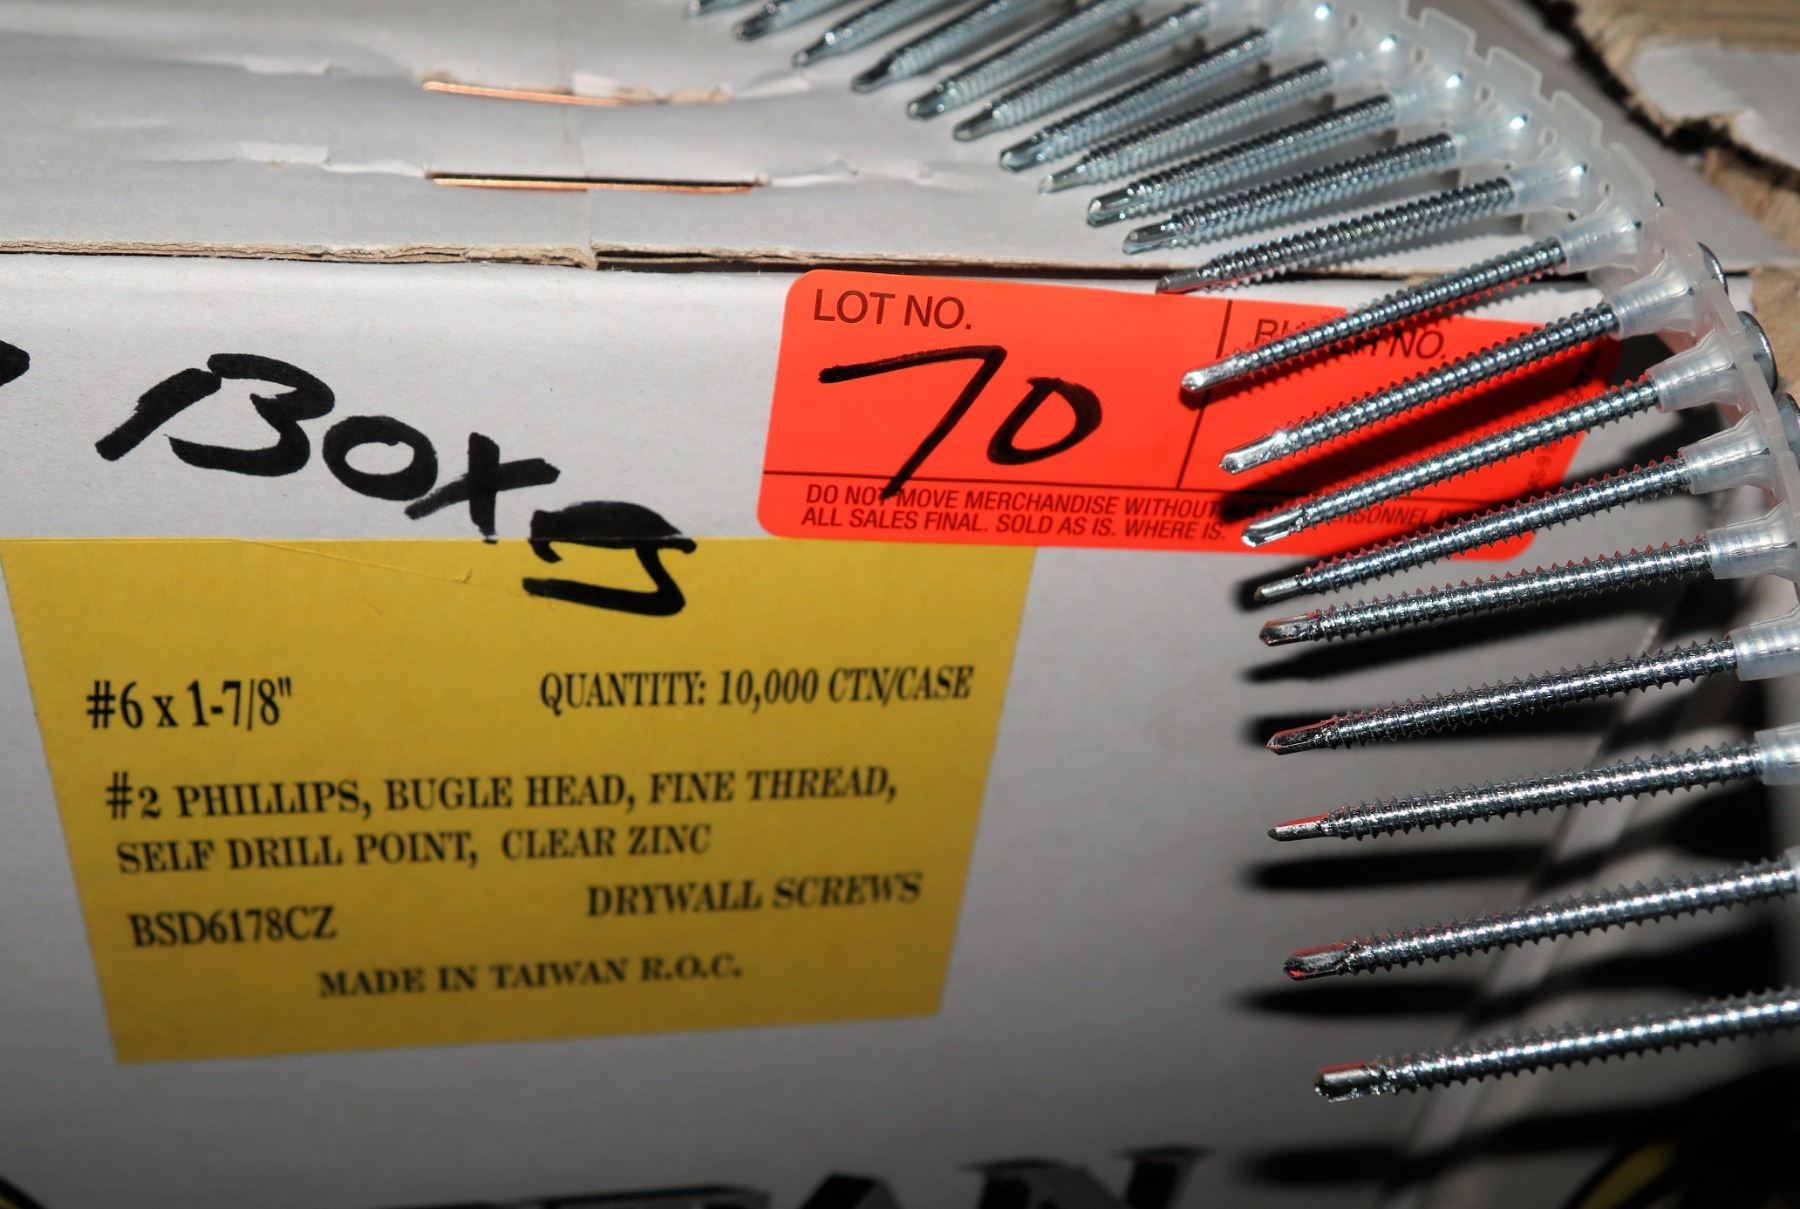 LOT NO.
NO.
70
DO NOT MOVE MERCHANDISE WITHOUT
ALL SALES FINAL. SOLD AS IS. WHERE IS.
Box
#6 x 1-7/8" QUANTITY: 10,000 CTN/CASE
#2 PHILLIPS, BUGLE HEAD, FINE THREAD,
SELF DRILL POINT, CLEAR ZINC
DRYWALL SCREWS
BSD6178CZ
MADE IN TAIWAN R.O.C.